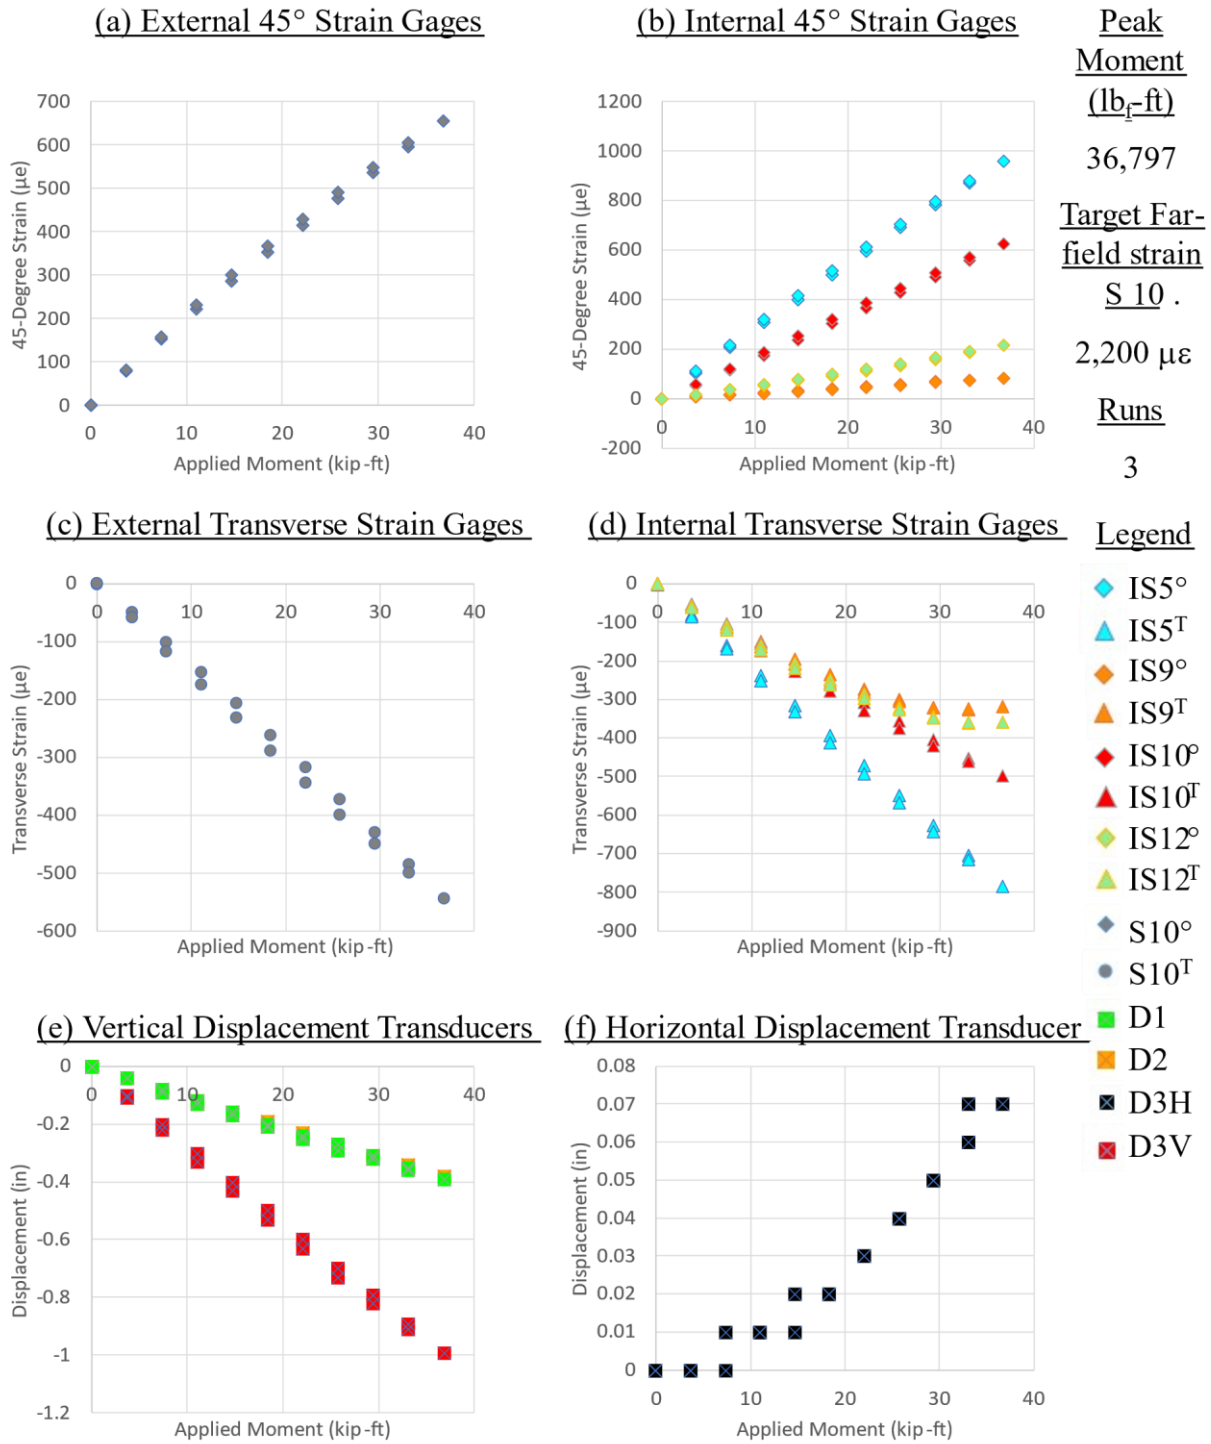 (a) External 45° Strain Gages
700
600
500
400
300
200
100
0
0 10 20 30 40
45-Degree Strain (μe)
Applied Moment (kip-ft)
(b) Internal 45° Strain Gages
1200
1000
800
600
400
200
0
-200
0 10 20 30 40
45-Degree Strain (μe)
Applied Moment (kip-ft)
Peak
Moment
(lbf-ft)
36,797
Target Far-
field strain
S 10 .
2,200 με
Runs
3
(c) External Transverse Strain Gages
0
-100
-200
-300
-400
-500
-600
0 10 20 30 40
Transverse Strain (μe)
Applied Moment (kip-ft)
(d) Internal Transverse Strain Gages
0
-100
-200
-300
-400
-500
-600
-700
-800
-900
0 10 20 30 40
Transverse Strain (μe)
Applied Moment (kip-ft)
Legend
IS5°
IS5ᵀ
IS9°
IS9ᵀ
IS10°
IS10ᵀ
IS12°
IS12ᵀ
S10°
S10ᵀ
D1
D2
D3H
D3V
(e) Vertical Displacement Transducers
0
-0.2
-0.4
-0.6
-0.8
-1
-1.2
0 10 20 30 40
Displacement (in)
Applied Moment (kip-ft)
(f) Horizontal Displacement Transducer
0.08
0.07
0.06
0.05
0.04
0.03
0.02
0.01
0
0 10 20 30 40
Displacement (in)
Applied Moment (kip-ft)